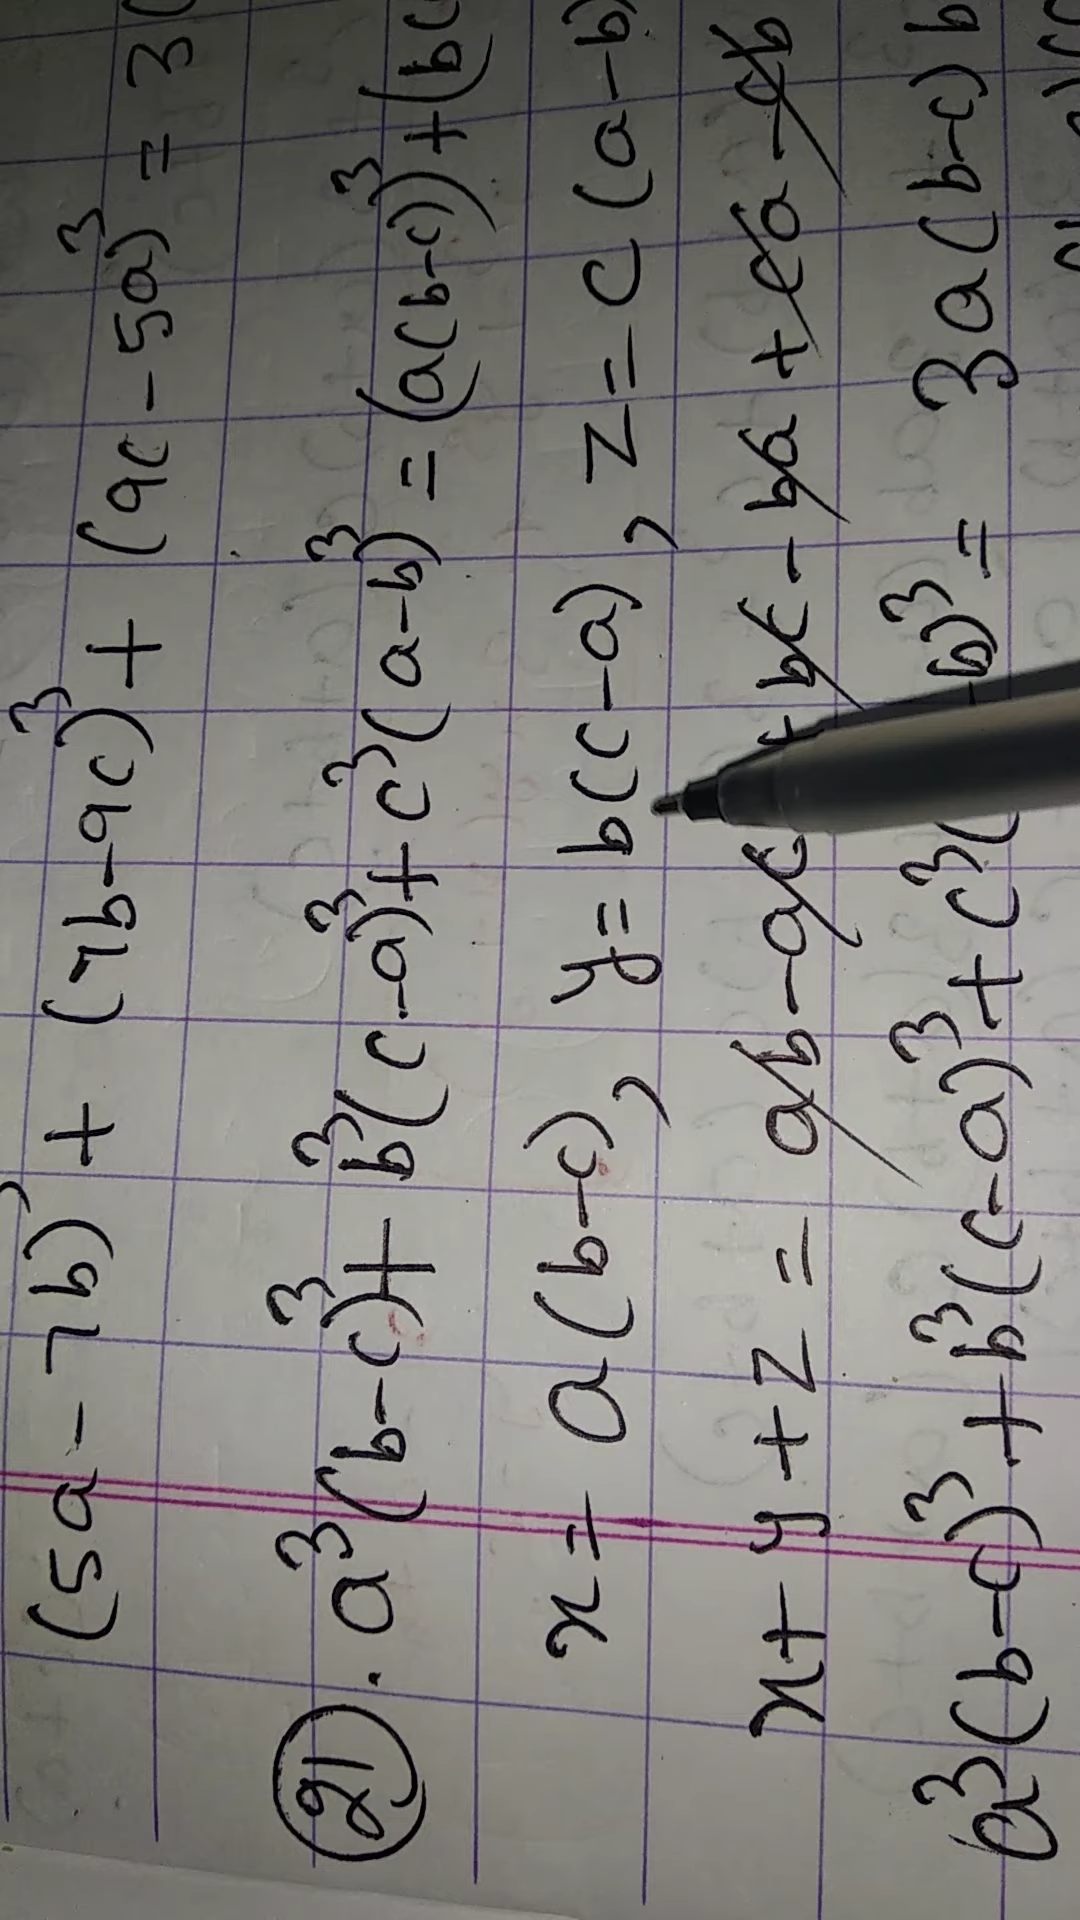 (5a - 7b)³ + (7b-9c)³ + (9c - 5a)³ = 3(
(21). a³(b-c)³ + b³(c-a)³ + c³(a-b)³ = (a(b-c))³ + (b(
x = a(b-c), y = b(c-a), z = c(a-b)
x + y + z = ab - ac + bc - ba + ca - cb
a³(b-c)³ + b³(c-a)³ + c³( -b)³ = 3a(b-c)b